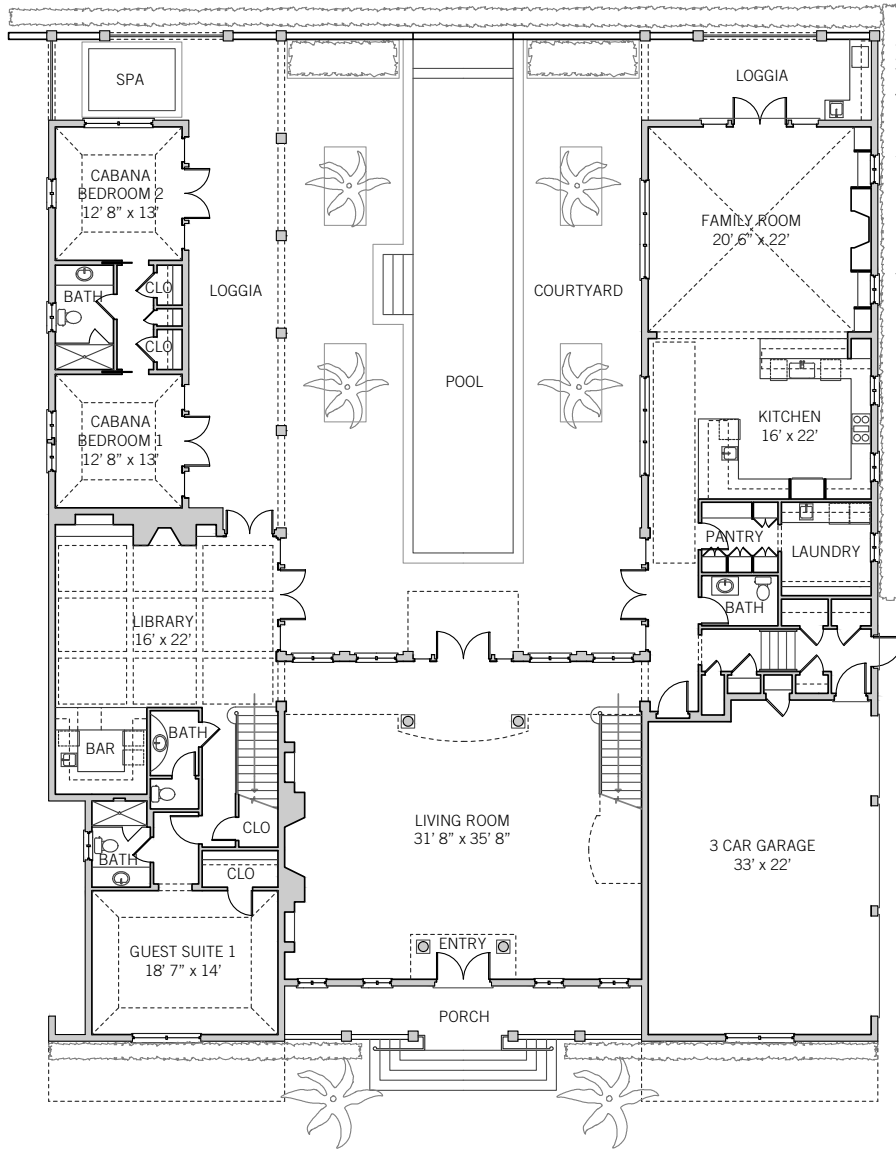 SPA
LOGGIA
CABANA
BEDROOM 2
12' 8" x 13'
FAMILY ROOM
20' 6" x 22'
BATH
CLO
LOGGIA
COURTYARD
CLO
POOL
CABANA
BEDROOM 1
12' 8" x 13'
KITCHEN
16' x 22'
PANTRY
LAUNDRY
BATH
LIBRARY
16' x 22'
BAR
BATH
CLO
LIVING ROOM
31' 8" x 35' 8"
3 CAR GARAGE
33' x 22'
BATH
CLO
ENTRY
GUEST SUITE 1
18' 7" x 14'
PORCH